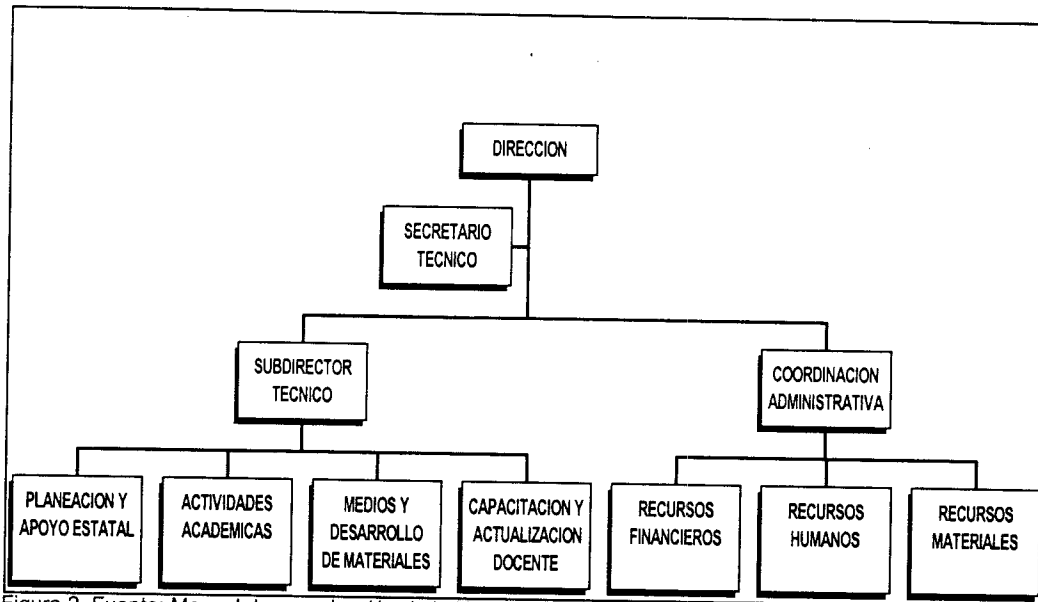 DIRECCION
SECRETARIO
TECNICO
SUBDIRECTOR
TECNICO
COORDINACION
ADMINISTRATIVA
PLANEACION Y
APOYO ESTATAL
ACTIVIDADES
ACADEMICAS
MEDIOS Y
DESARROLLO
DE MATERIALES
CAPACITACION Y
ACTUALIZACION
DOCENTE
RECURSOS
FINANCIEROS
RECURSOS
HUMANOS
RECURSOS
MATERIALES
Figura 2. Fuente: